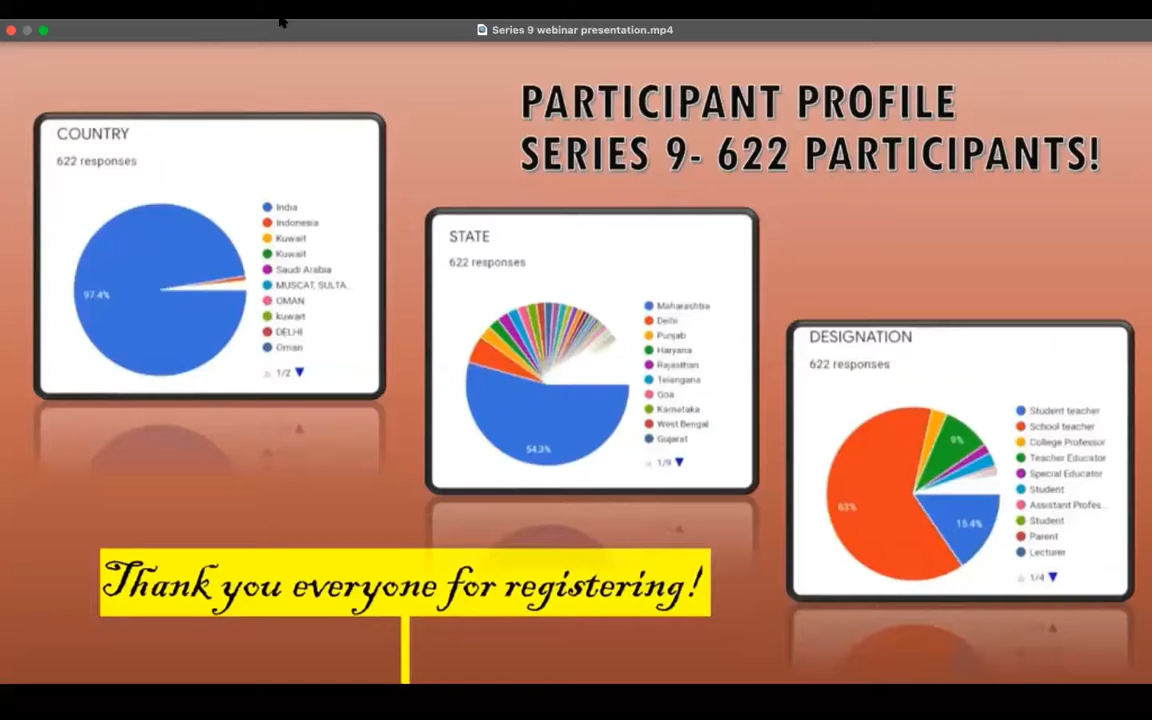 Series 9 webinar presentation.mp4
PARTICIPANT PROFILE
SERIES 9- 622 PARTICIPANTS!
COUNTRY
622 responses
97.4%
India
Indonesia
Kuwait
Kuwait
Saudi Arabia
MUSCAT, SULTA...
OMAN
kuwait
DELHI
Oman
1/2
STATE
622 responses
54.3%
Maharashtra
Delhi
Punjab
Haryana
Rajasthan
Telangana
Goa
Karnataka
West Bengal
Gujarat
1/9
DESIGNATION
622 responses
63%
9%
15.4%
Student teacher
School teacher
College Professor
Teacher Educator
Special Educator
Student
Assistant Profes...
Student
Parent
Lecturer
1/4
Thank you everyone for registering!